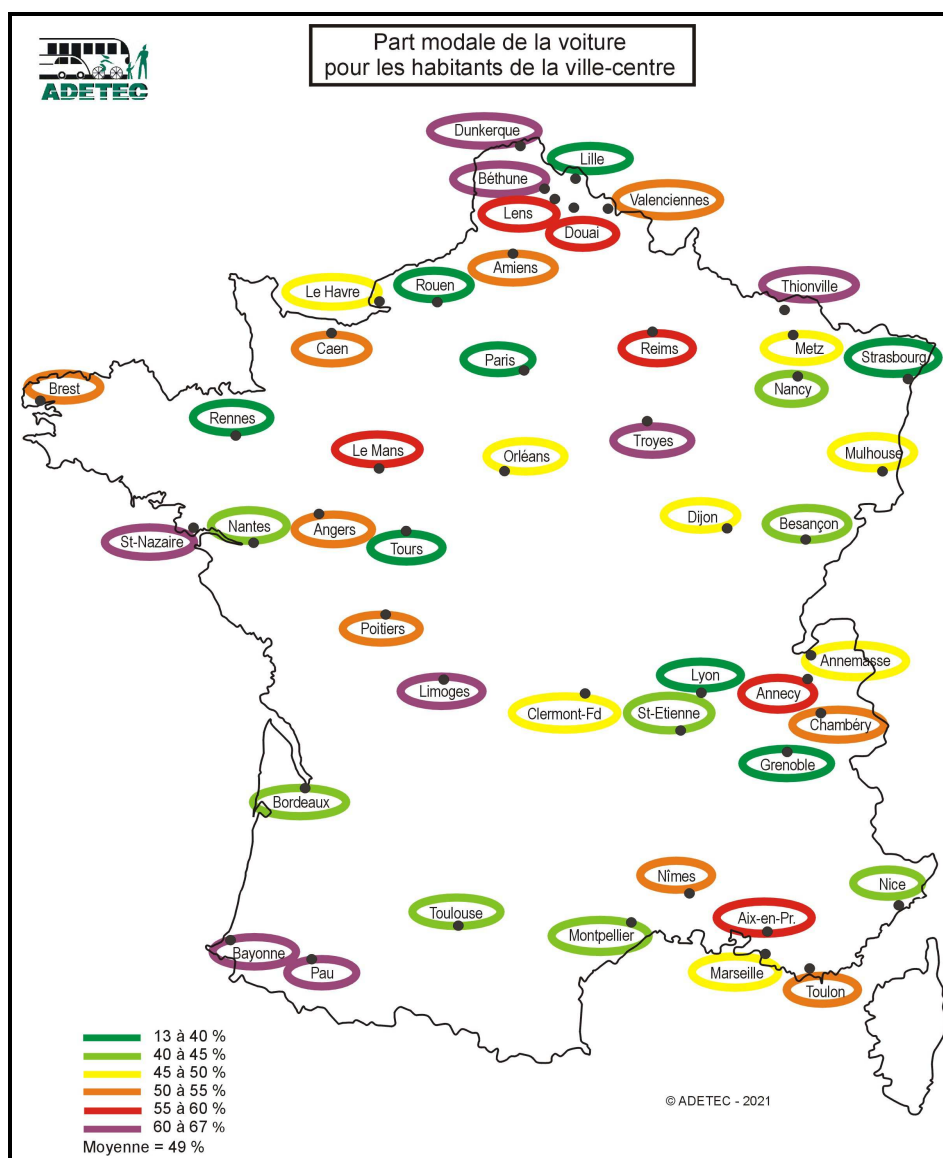 ADETEC
Part modale de la voiture
pour les habitants de la ville-centre
Dunkerque
Lille
Béthune
Valenciennes
Lens
Douai
Amiens
Le Havre
Rouen
Thionville
Caen
Paris
Reims
Metz
Strasbourg
Brest
Nancy
Rennes
Troyes
Le Mans
Orléans
Mulhouse
Dijon
Besançon
St-Nazaire
Nantes
Angers
Tours
Poitiers
Annemasse
Lyon
Limoges
Annecy
Clermont-Fd
St-Etienne
Chambéry
Grenoble
Bordeaux
Nîmes
Nice
Toulouse
Aix-en-Pr.
Montpellier
Bayonne
Pau
Marseille
Toulon
13 à 40 %
40 à 45 %
45 à 50 %
50 à 55 %
55 à 60 %
60 à 67 %
Moyenne = 49 %
© ADETEC - 2021